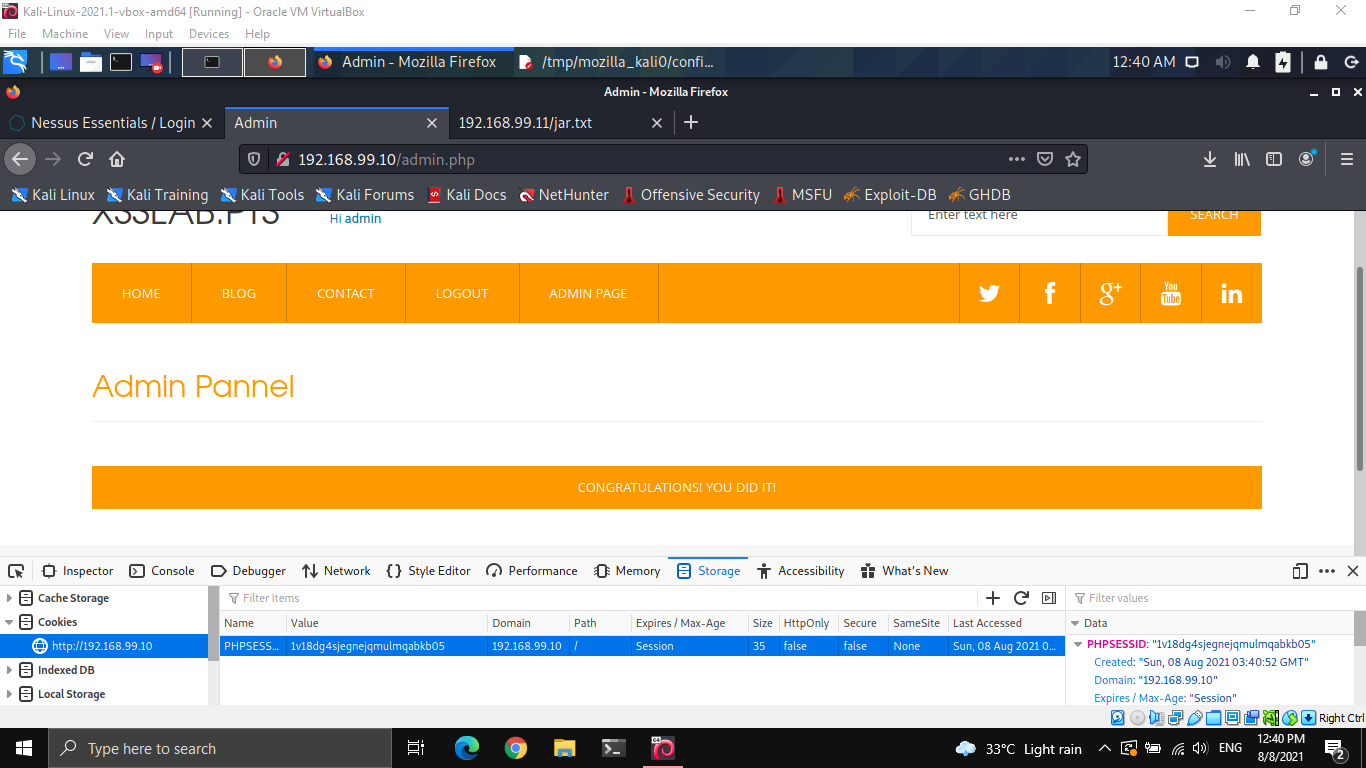 Kali-Linux-2021.1-vbox-amd64 [Running] - Oracle VM VirtualBox
File Machine View Input Devices Help
Admin - Mozilla Firefox /tmp/mozilla_kali0/confi... 12:40 AM
Admin - Mozilla Firefox
Nessus Essentials / Login Admin 192.168.99.11/jar.txt
192.168.99.10/admin.php
Kali Linux Kali Training Kali Tools Kali Forums Kali Docs NetHunter Offensive Security MSFU Exploit-DB GHDB
XSSLAB.PTS Hi admin Enter text here SEARCH
HOME BLOG CONTACT LOGOUT ADMIN PAGE You Tube
Admin Pannel
CONGRATULATIONS! YOU DID IT!
Inspector Console Debugger Network Style Editor Performance Memory Storage Accessibility What's New
Cache Storage Filter Items Filter values
Cookies Name Value Domain Path Expires / Max-Age Size HttpOnly Secure SameSite Last Accessed Data
http://192.168.99.10 PHPSESS... 1v18dg4sjegnejqmulmqabkb05 192.168.99.10 / Session 35 false false None Sun, 08 Aug 2021 0... PHPSESSID: "1v18dg4sjegnejqmulmqabkb05"
Created: "Sun, 08 Aug 2021 03:40:52 GMT"
Indexed DB Domain: "192.168.99.10"
Local Storage Expires / Max-Age: "Session"
Right Ctrl
Type here to search 33°C Light rain ENG 12:40 PM
8/8/2021 2